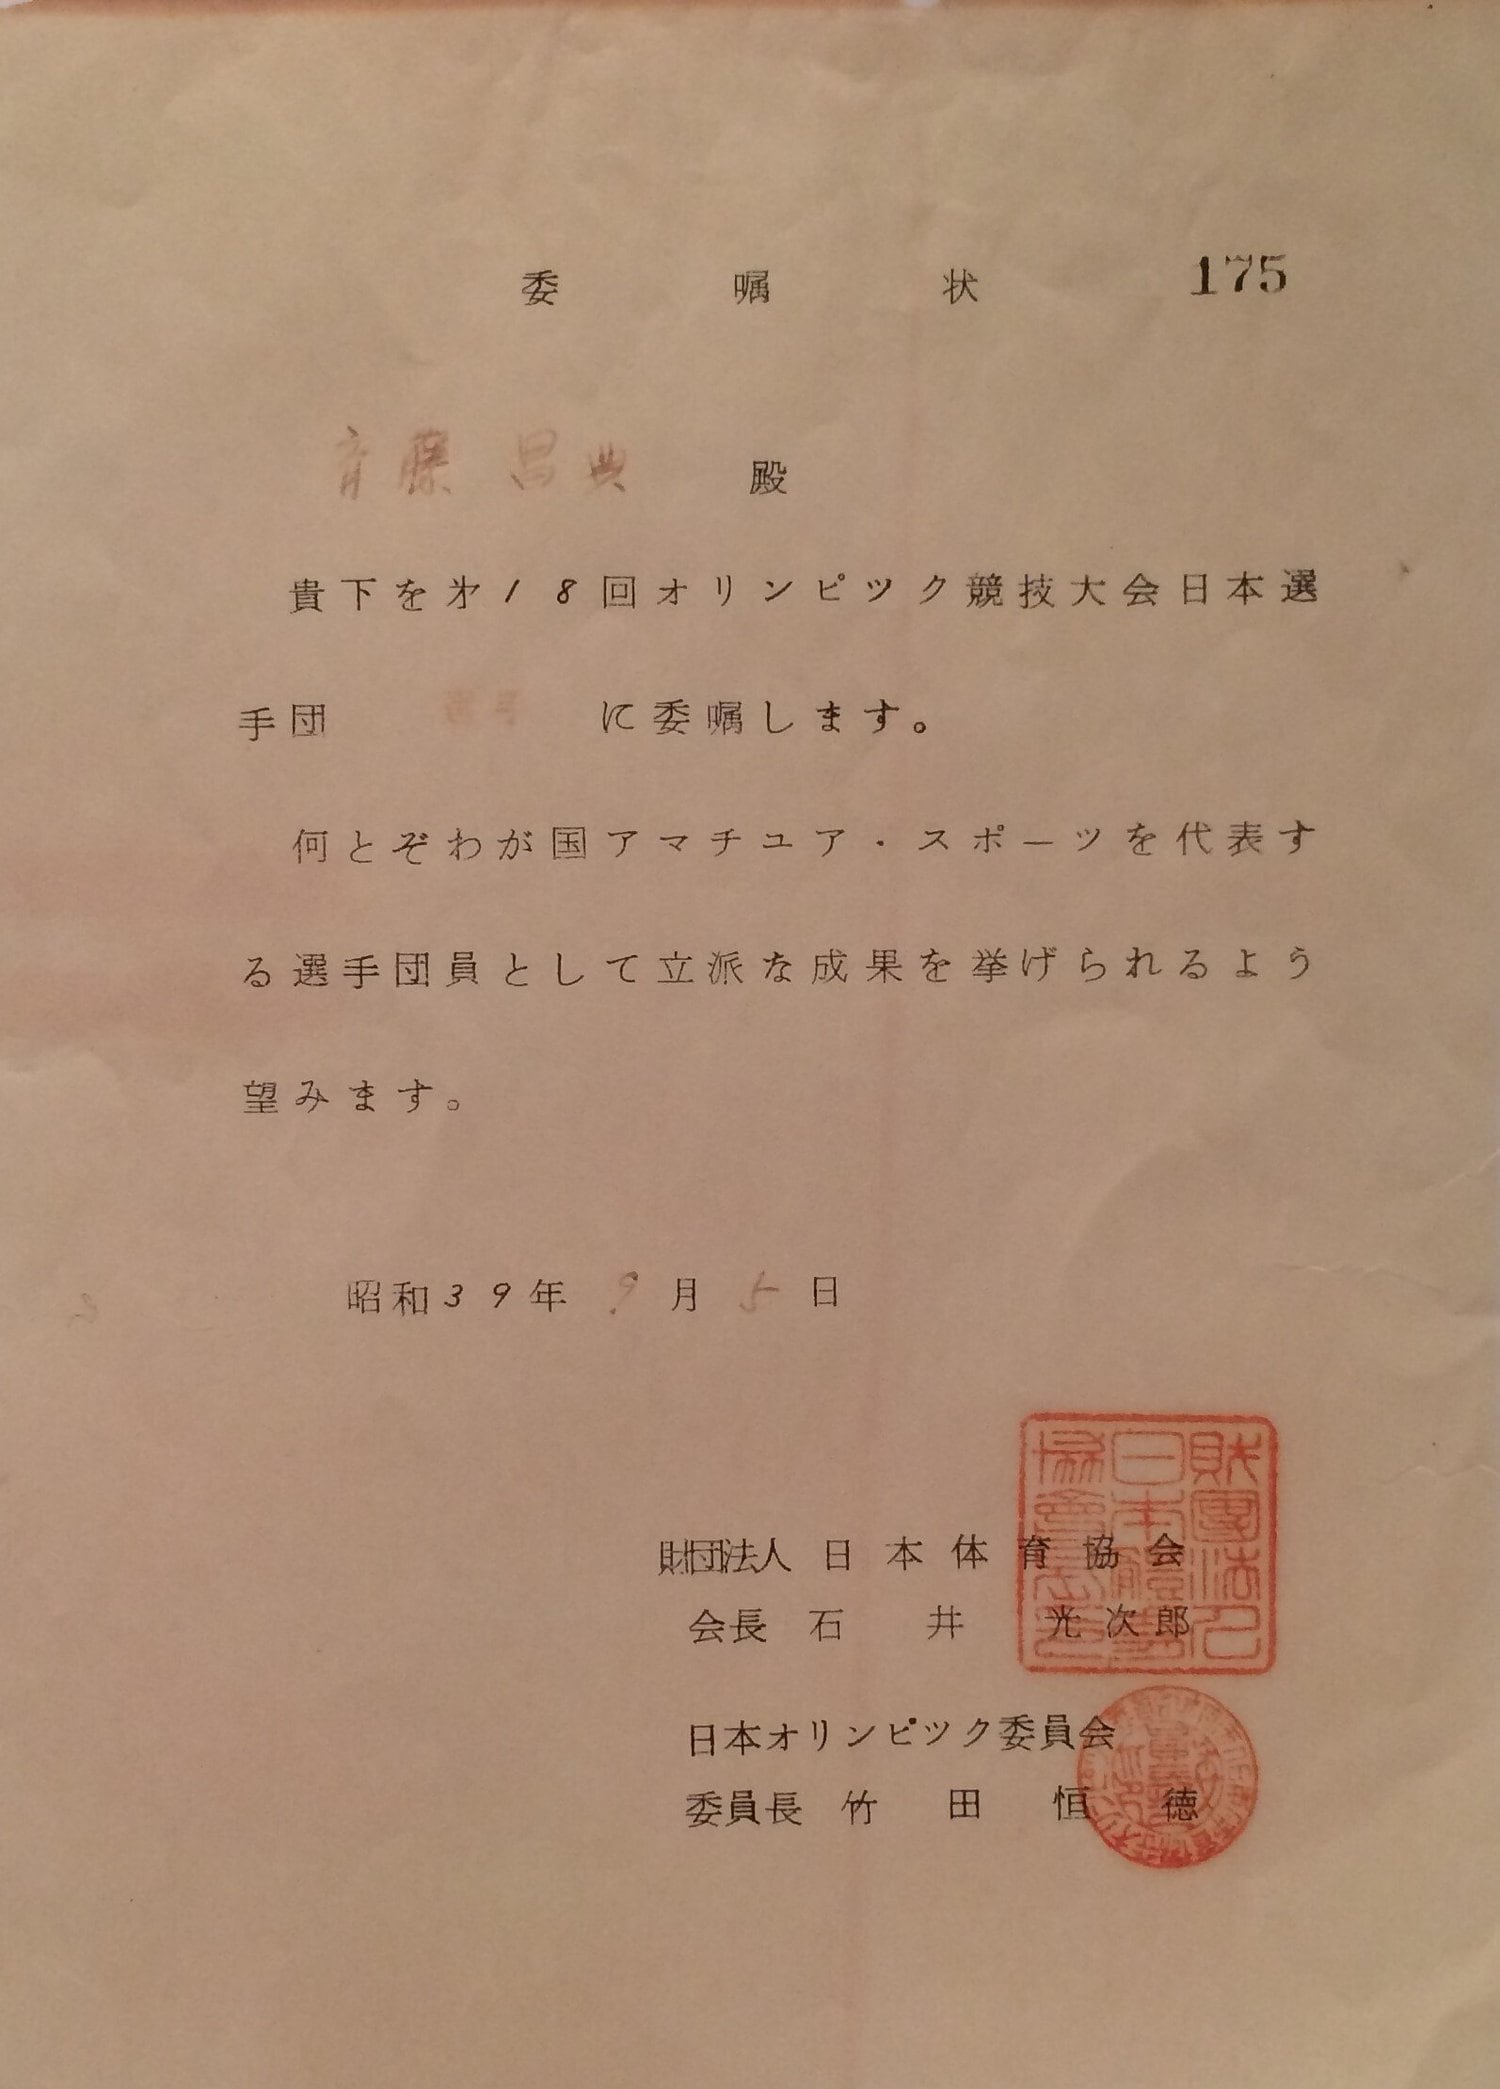 委嘱状 175
斉藤 昌典 殿
貴下を㐧18回オリンピック競技大会日本選
手団 に委嘱します。
何とぞわが国アマチユア・スポーツを代表す
る選手団員として立派な成果を挙げられるよう
望みます。
昭和39年 9月 5日
財団法人 日本体育協会
会長 石井 光次郎
日本オリンピツク委員会
委員長 竹田 恒徳